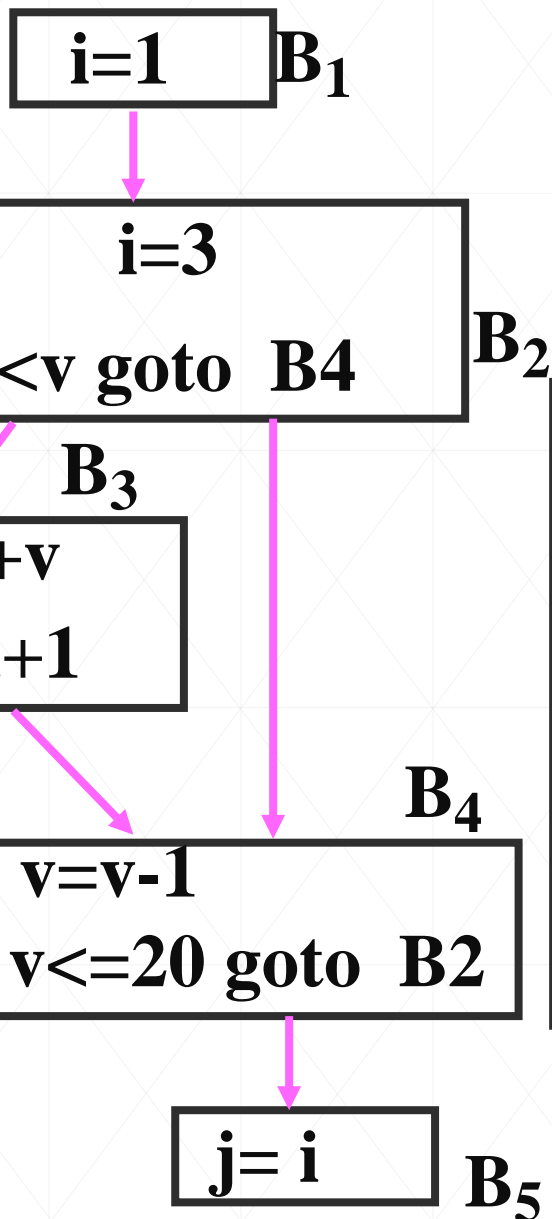 i=1 B1
i=3
<v goto B4
B2
B3
+v
+1
B4
v=v-1
v<=20 goto B2
j= i
B5